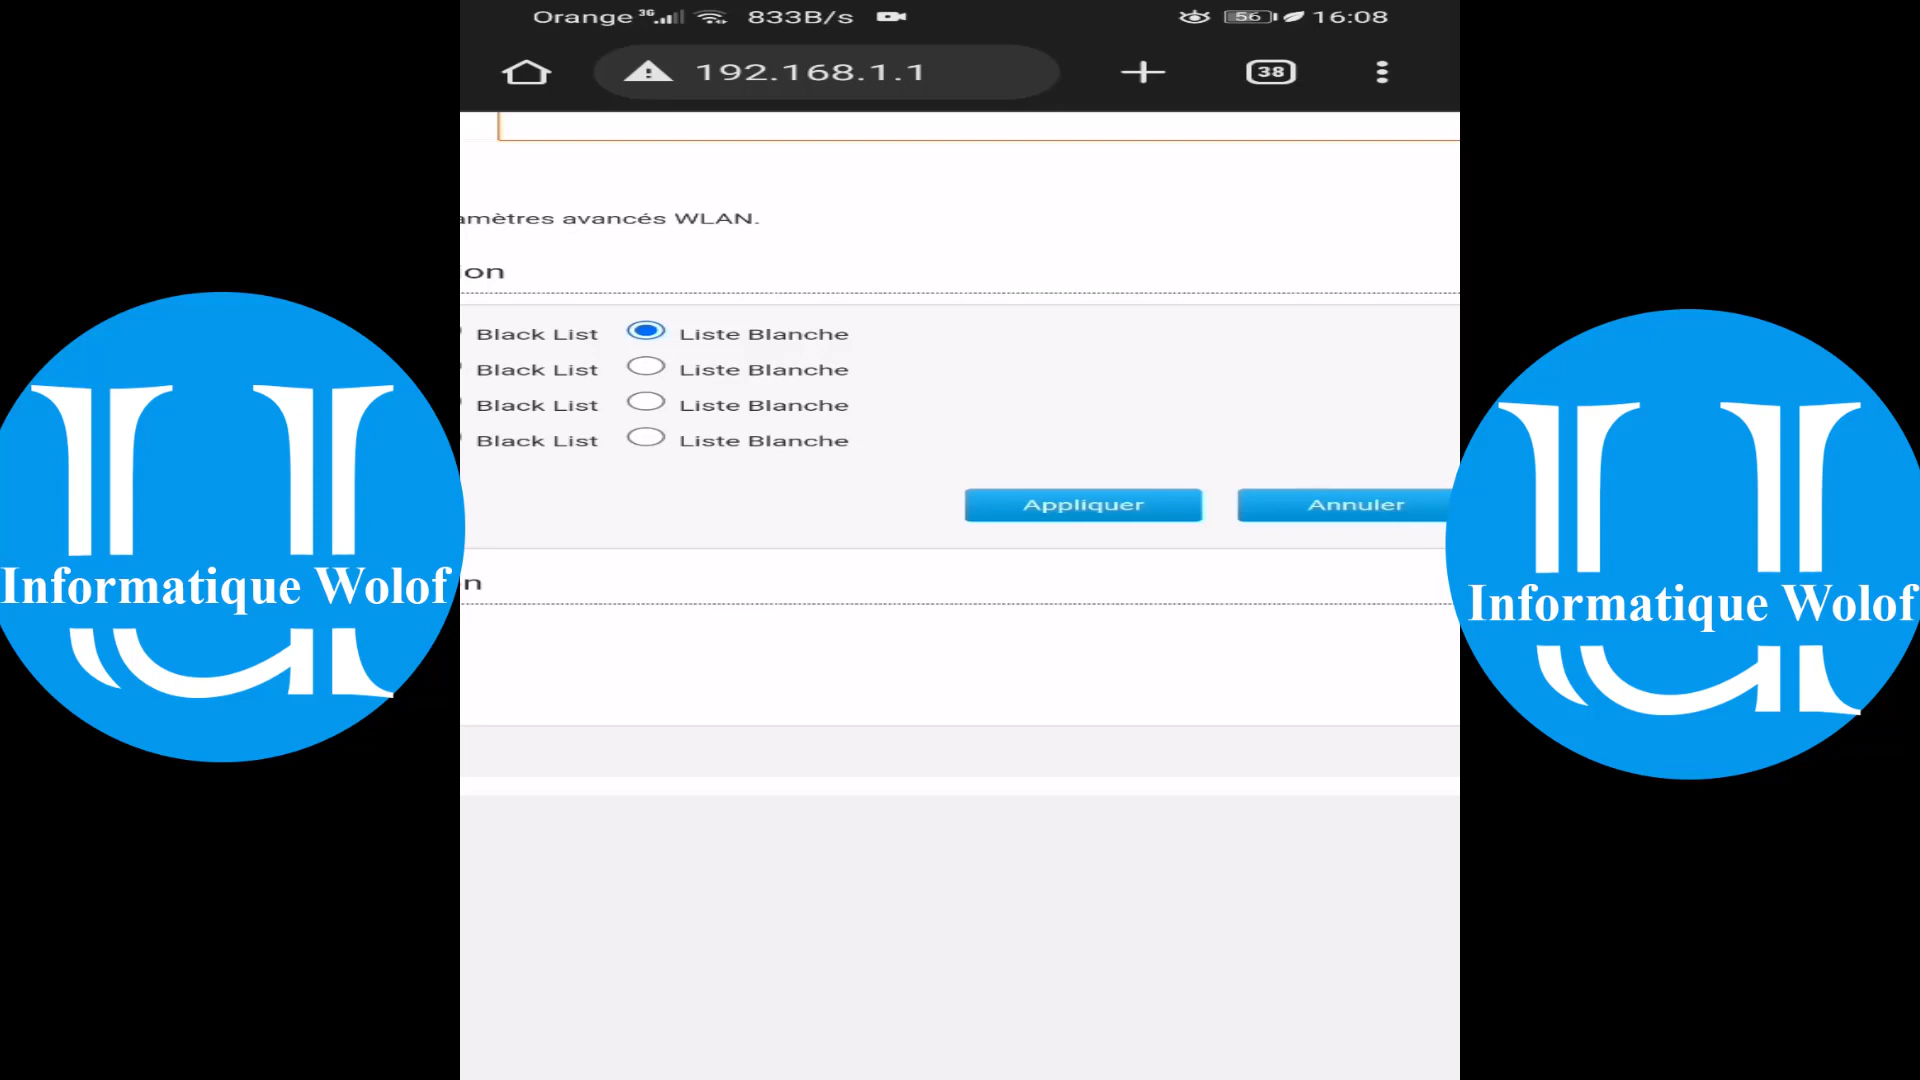 Orange 3G 833B/s 56 16:08
192.168.1.1 38
amètres avancés WLAN.
on
Black List Liste Blanche
Black List Liste Blanche
Black List Liste Blanche
Black List Liste Blanche
Appliquer Annuler
n
Informatique Wolof
Informatique Wolof